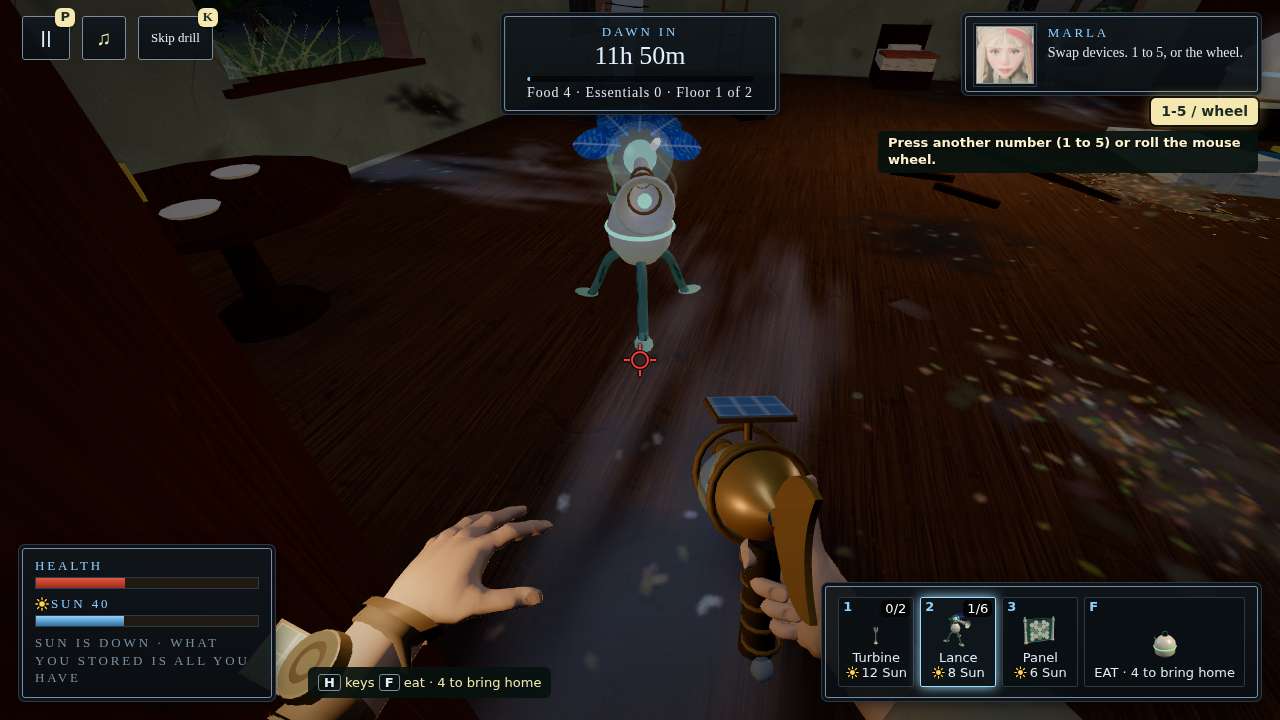 P
K
Skip drill
DAWN IN
11h 50m
Food 4 · Essentials 0 · Floor 1 of 2
MARLA
Swap devices. 1 to 5, or the wheel.
1-5 / wheel
Press another number (1 to 5) or roll the mouse
wheel.
HEALTH
SUN 40
SUN IS DOWN · WHAT
YOU STORED IS ALL YOU
HAVE
H keys F eat · 4 to bring home
1 0/2
Turbine
12 Sun
2 1/6
Lance
8 Sun
3
Panel
6 Sun
F
EAT · 4 to bring home